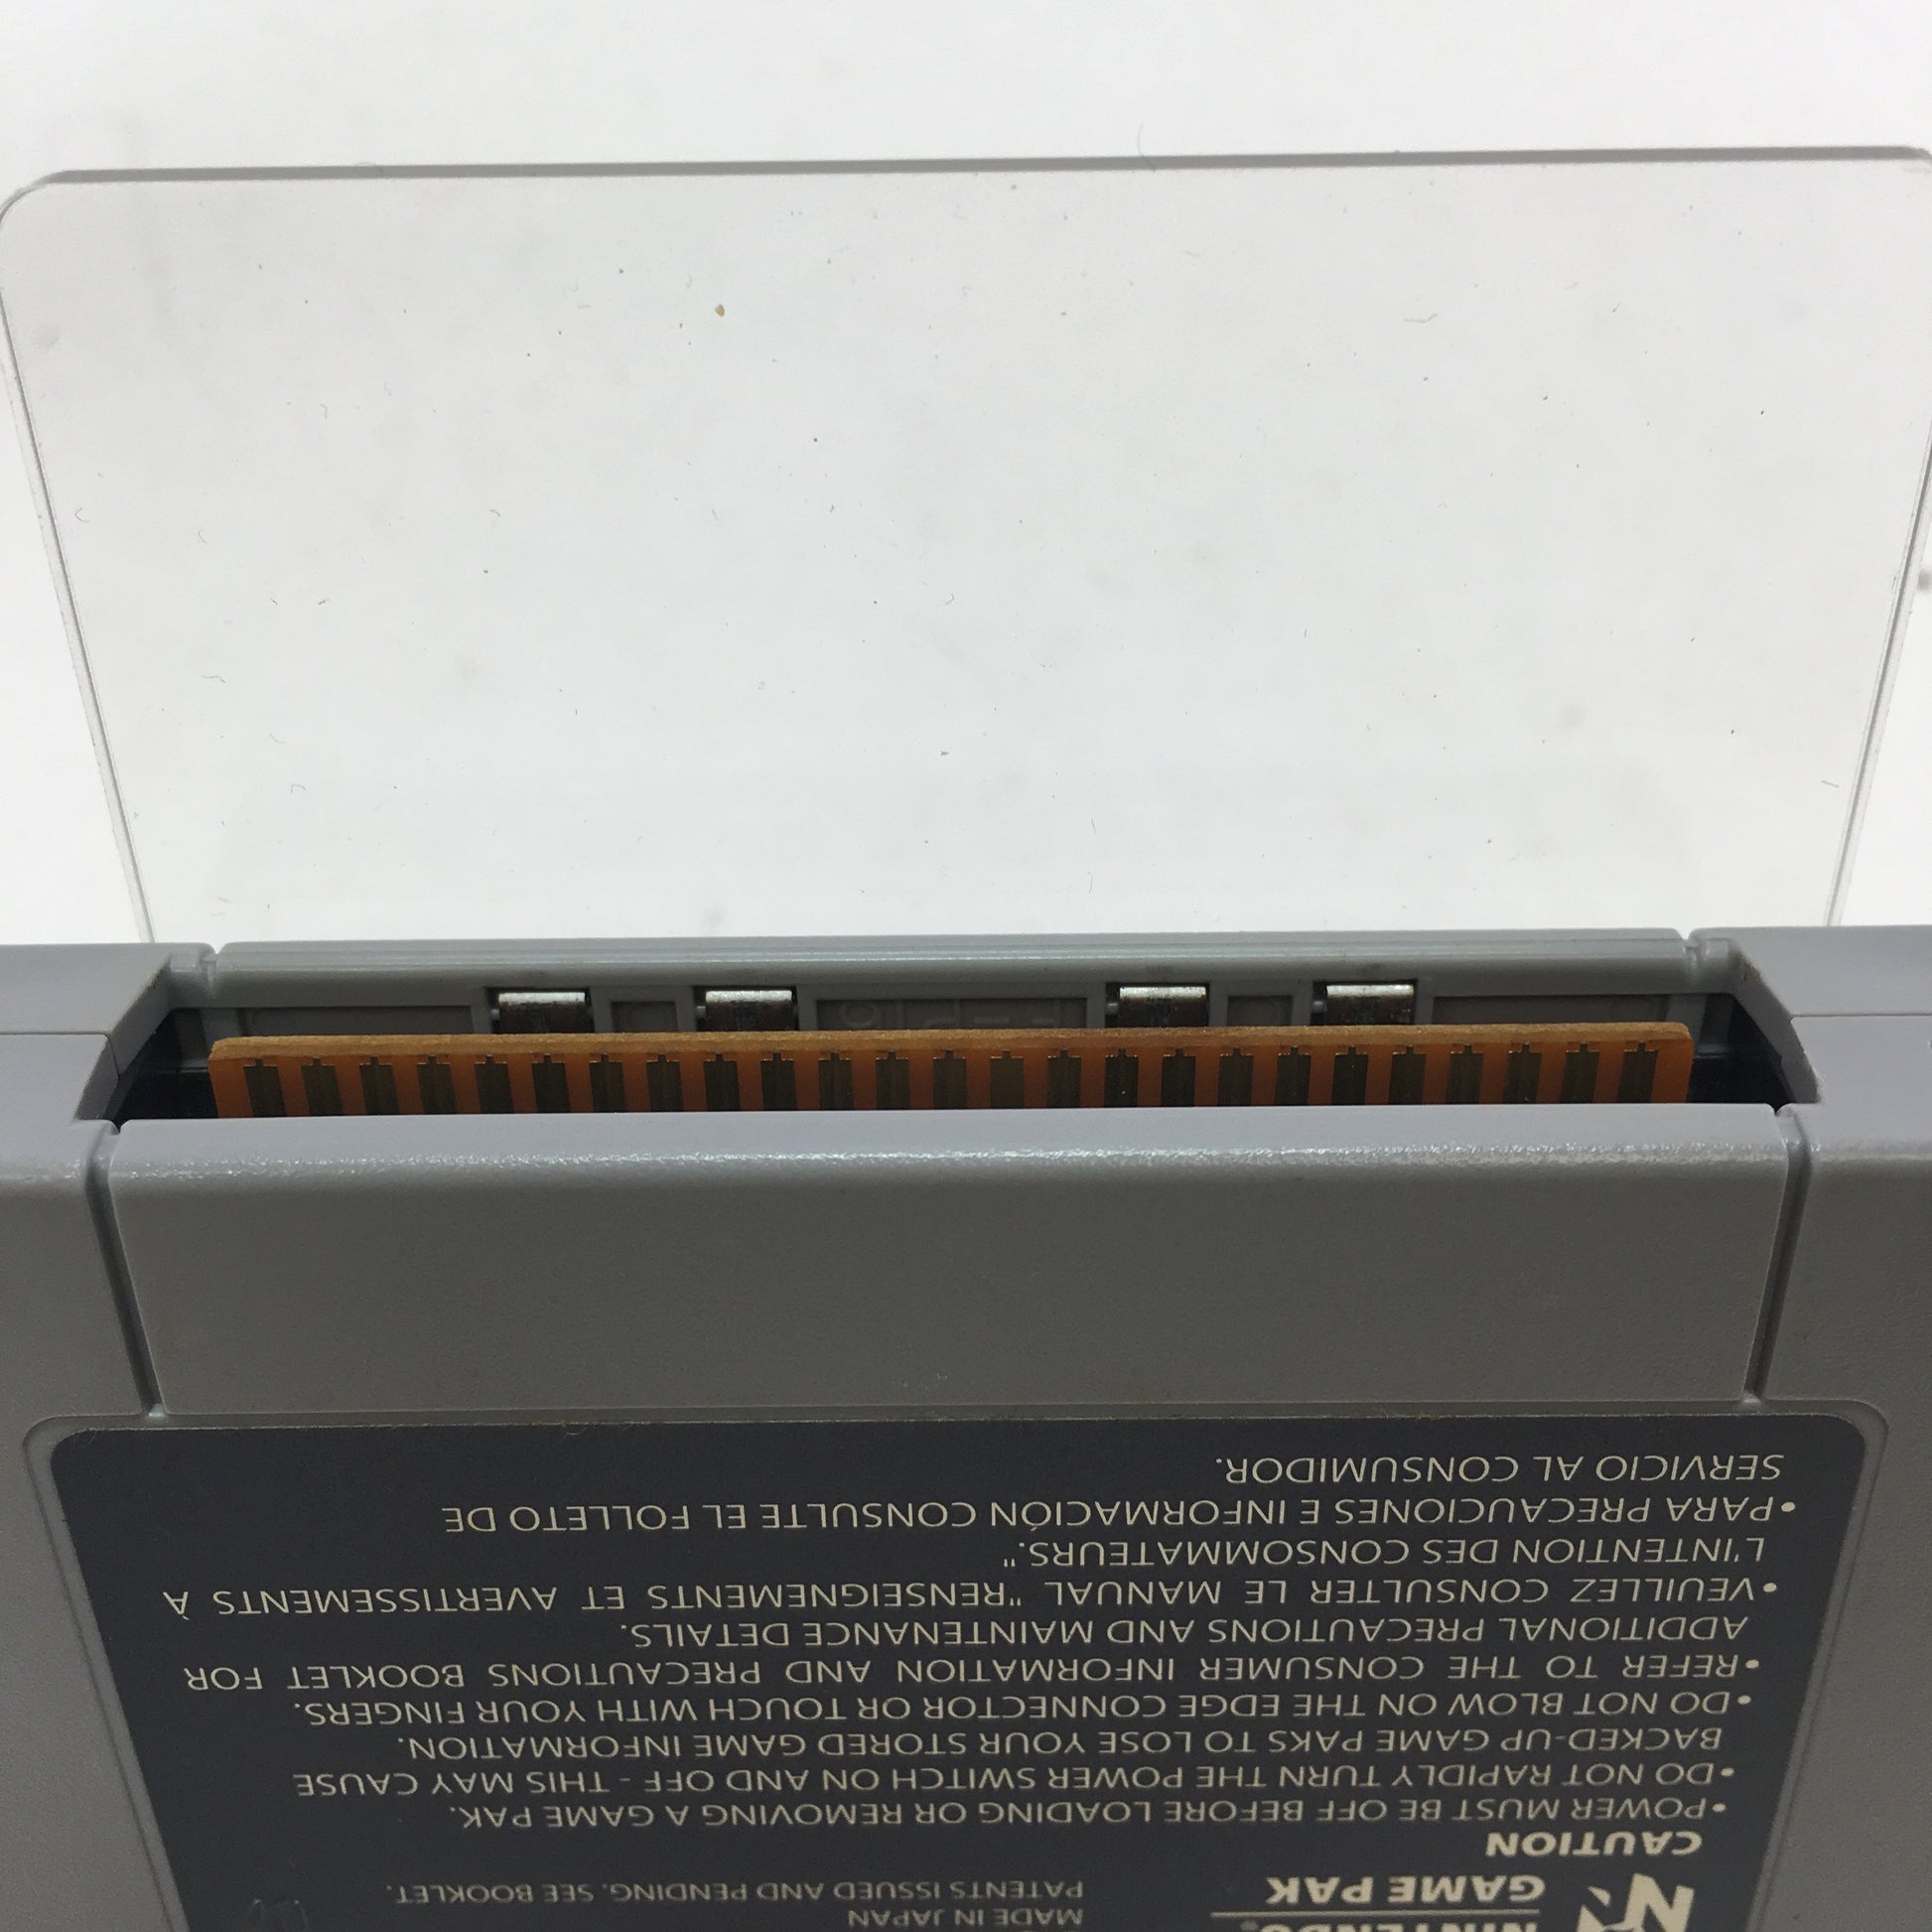 NINTENDO®
GAME PAK
MADE IN JAPAN
PATENTS ISSUED AND PENDING. SEE BOOKLET.
CAUTION
•POWER MUST BE OFF BEFORE LOADING OR REMOVING A GAME PAK.
•DO NOT RAPIDLY TURN THE POWER SWITCH ON AND OFF - THIS MAY CAUSE
BACKED-UP GAME PAKS TO LOSE YOUR STORED GAME INFORMATION.
•DO NOT BLOW ON THE EDGE CONNECTOR OR TOUCH WITH YOUR FINGERS.
•REFER TO THE CONSUMER INFORMATION AND PRECAUTIONS BOOKLET FOR
ADDITIONAL PRECAUTIONS AND MAINTENANCE DETAILS.
•VEUILLEZ CONSULTER LE MANUAL "RENSEIGNEMENTS ET AVERTISSEMENTS À
L'INTENTION DES CONSOMMATEURS."
•PARA PRECAUCIONES E INFORMACIÓN CONSULTE EL FOLLETO DE
SERVICIO AL CONSUMIDOR.